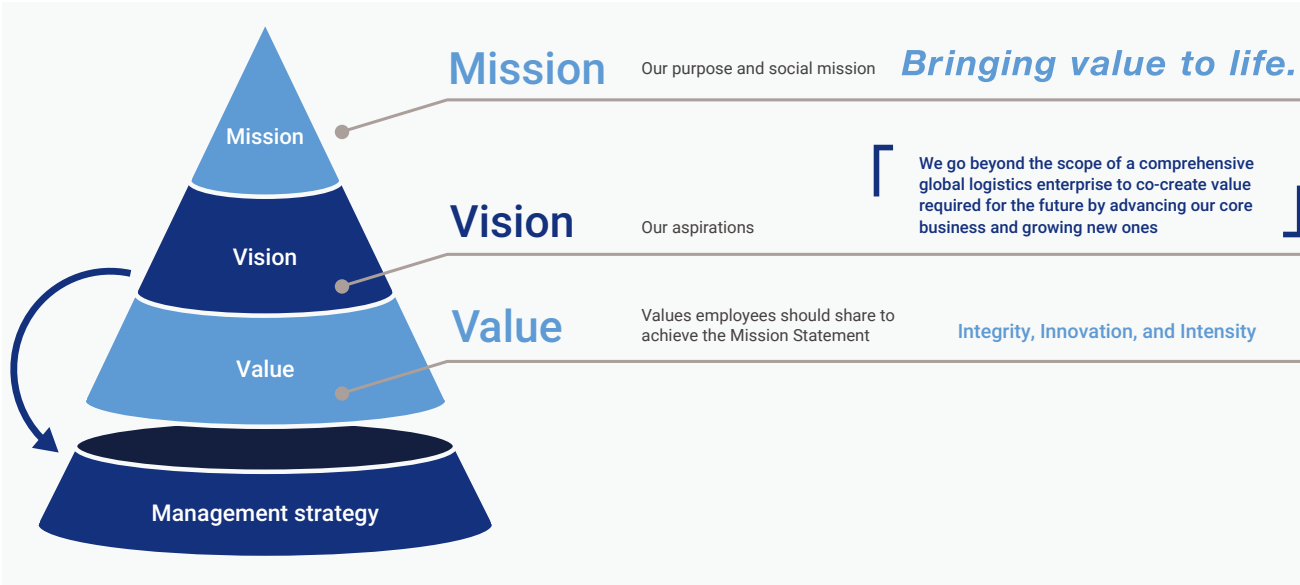 Mission
Vision
Value
Management strategy
Mission
Our purpose and social mission
Bringing value to life.
Vision
Our aspirations
We go beyond the scope of a comprehensive
global logistics enterprise to co-create value
required for the future by advancing our core
business and growing new ones
Value
Values employees should share to
achieve the Mission Statement
Integrity, Innovation, and Intensity